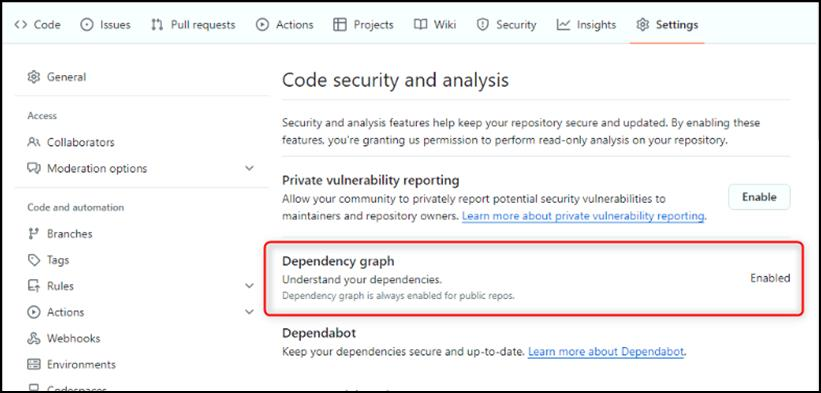 Code Issues Pull requests Actions Projects Wiki Security Insights Settings
General
Access
Collaborators
Moderation options
Code and automation
Branches
Tags
Rules
Actions
Webhooks
Environments
Codespaces
Code security and analysis
Security and analysis features help keep your repository secure and updated. By enabling these
features, you're granting us permission to perform read-only analysis on your repository.
Private vulnerability reporting
Allow your community to privately report potential security vulnerabilities to
maintainers and repository owners. Learn more about private vulnerability reporting.
Enable
Dependency graph
Understand your dependencies.
Dependency graph is always enabled for public repos.
Enabled
Dependabot
Keep your dependencies secure and up-to-date. Learn more about Dependabot.